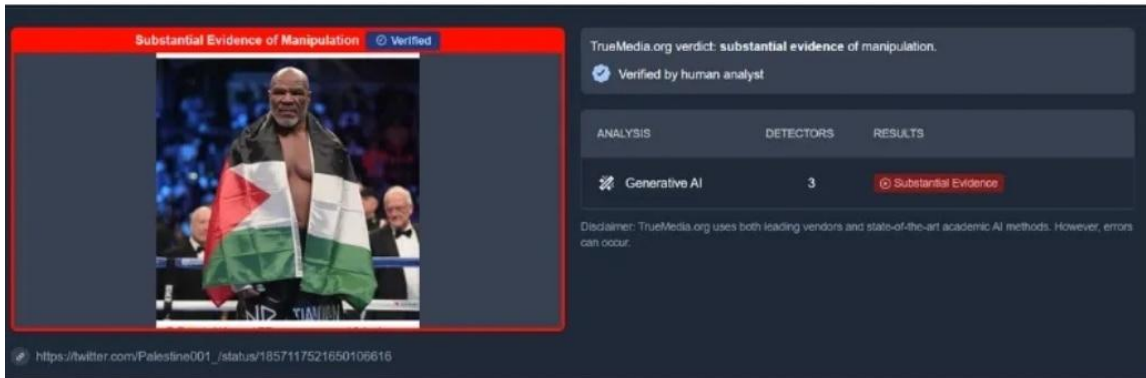 Substantial Evidence of Manipulation Verified
TrueMedia.org verdict: substantial evidence of manipulation.
Verified by human analyst
ANALYSIS DETECTORS RESULTS
Generative AI 3 Substantial Evidence
Disclaimer: TrueMedia.org uses both leading vendors and state-of-the-art academic AI methods. However, errors
can occur.
https://twitter.com/Palestine001_/status/1857117521650106616